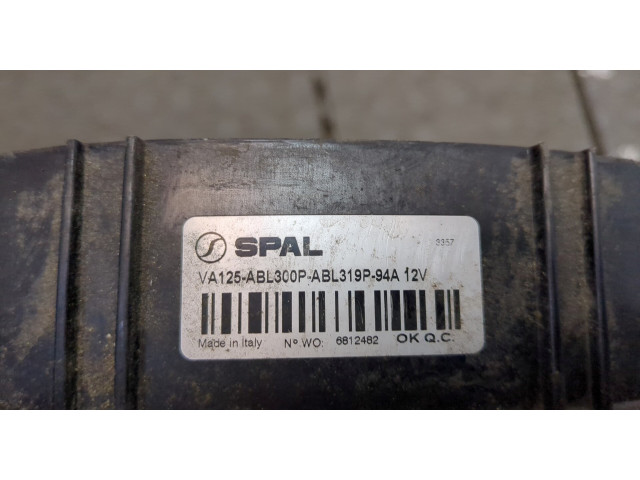 SPAL 3357
VA125-ABL300P-ABL319P-94A 12V
Made in Italy Nº WO: 6812482 OK Q.C.